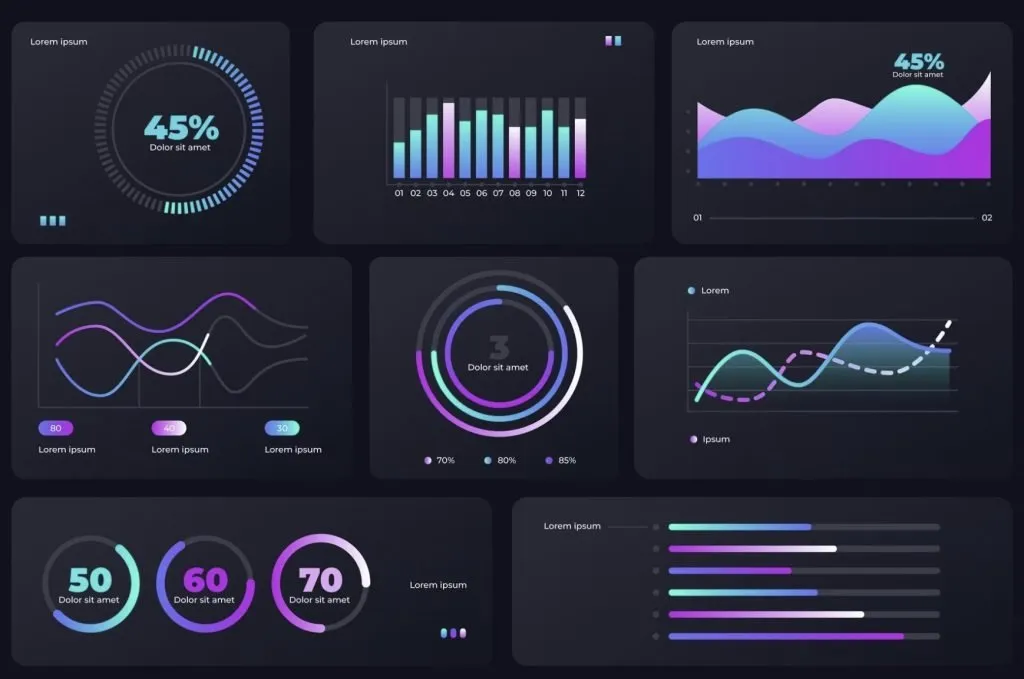 Lorem ipsum
45%
Dolor sit amet
Lorem ipsum
01 02 03 04 05 06 07 08 09 10 11 12
Lorem ipsum
45%
Dolor sit amet
01 02
80
Lorem ipsum
40
Lorem ipsum
30
Lorem ipsum
3
Dolor sit amet
70% 80% 85%
Lorem
Ipsum
50
Dolor sit amet
60
Dolor sit amet
70
Dolor sit amet
Lorem ipsum
Lorem ipsum